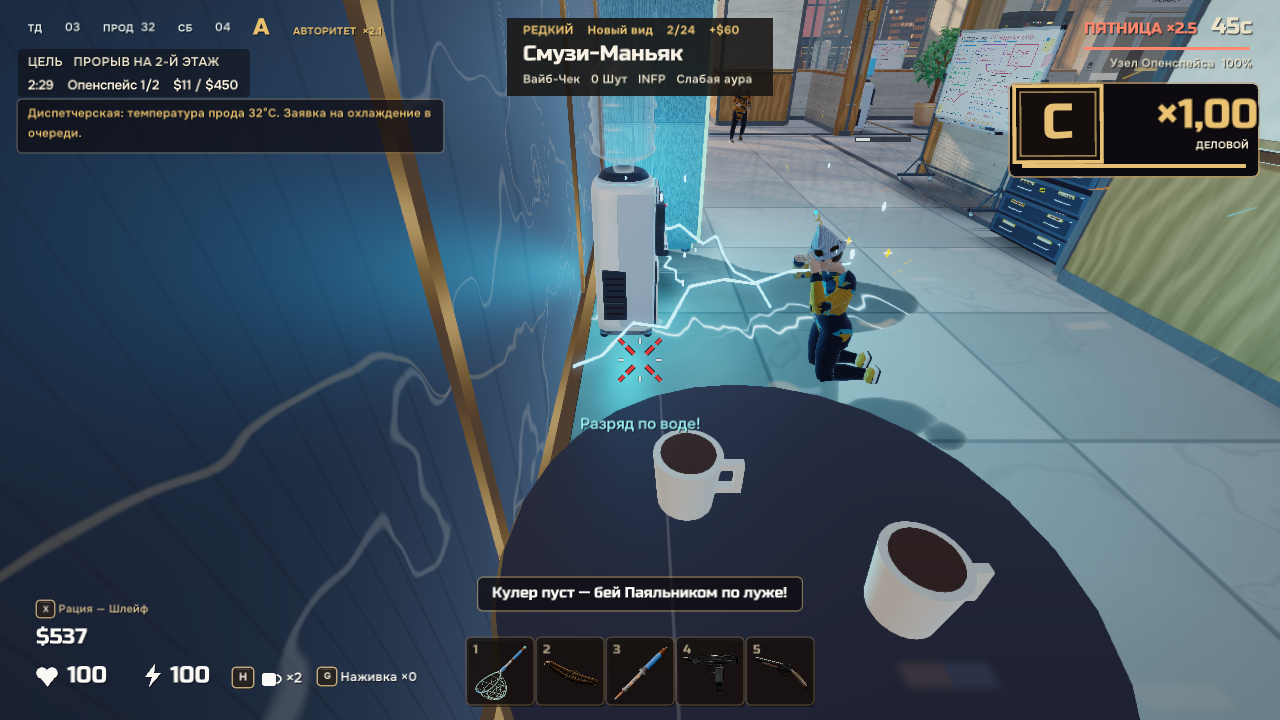 ТД 03 ПРОД 32 СБ 04 А АВТОРИТЕТ ×2.1
ЦЕЛЬ ПРОРЫВ НА 2-Й ЭТАЖ
2:29 Опенспейс 1/2 $11 / $450
Диспетчерская: температура прода 32°C. Заявка на охлаждение в
очереди.
РЕДКИЙ Новый вид 2/24 +$60
Смузи-Маньяк
Вайб-Чек 0 Шут INFP Слабая аура
ПЯТНИЦА ×2.5 45с
Узел Опенспейса 100%
С
×1,00
ДЕЛОВОЙ
Разряд по воде!
Кулер пуст — бей Паяльником по луже!
X Рация — Шлейф
$537
100 100 H ×2 G Наживка ×0
1 2 3 4 5